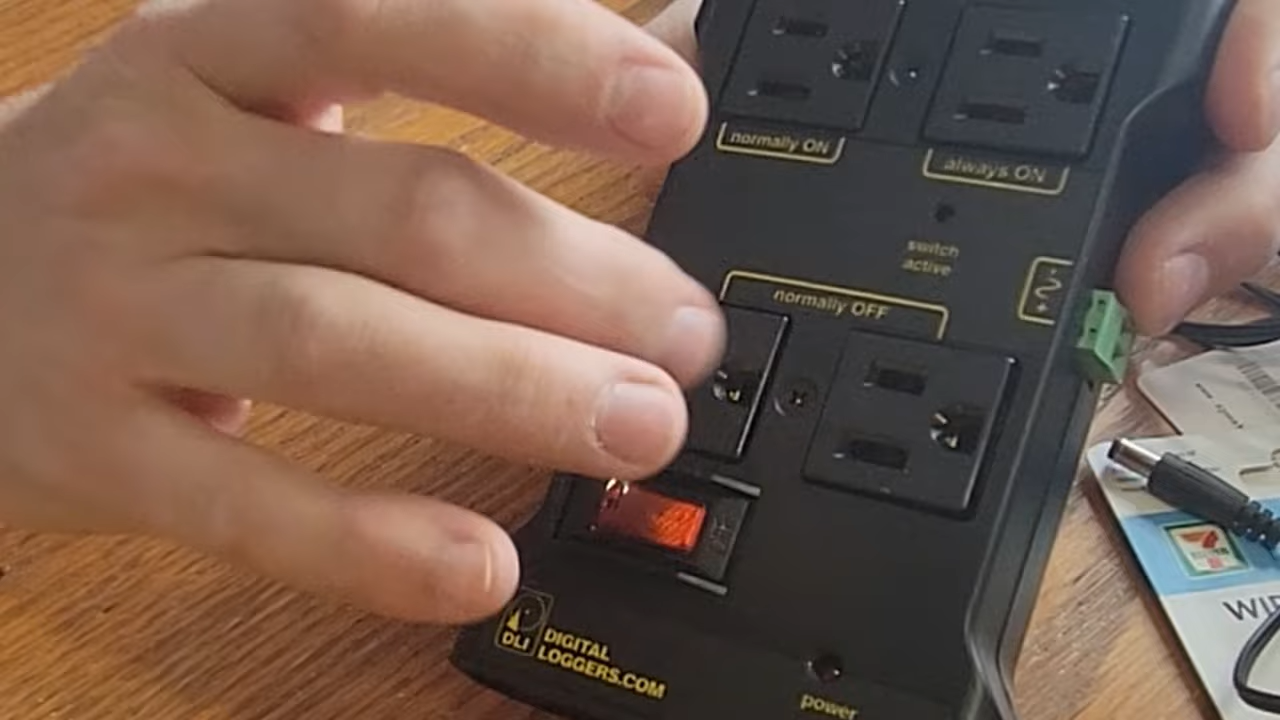 normally ON
always ON
switch
active
normally OFF
DLI
DIGITAL
LOGGERS.COM
power